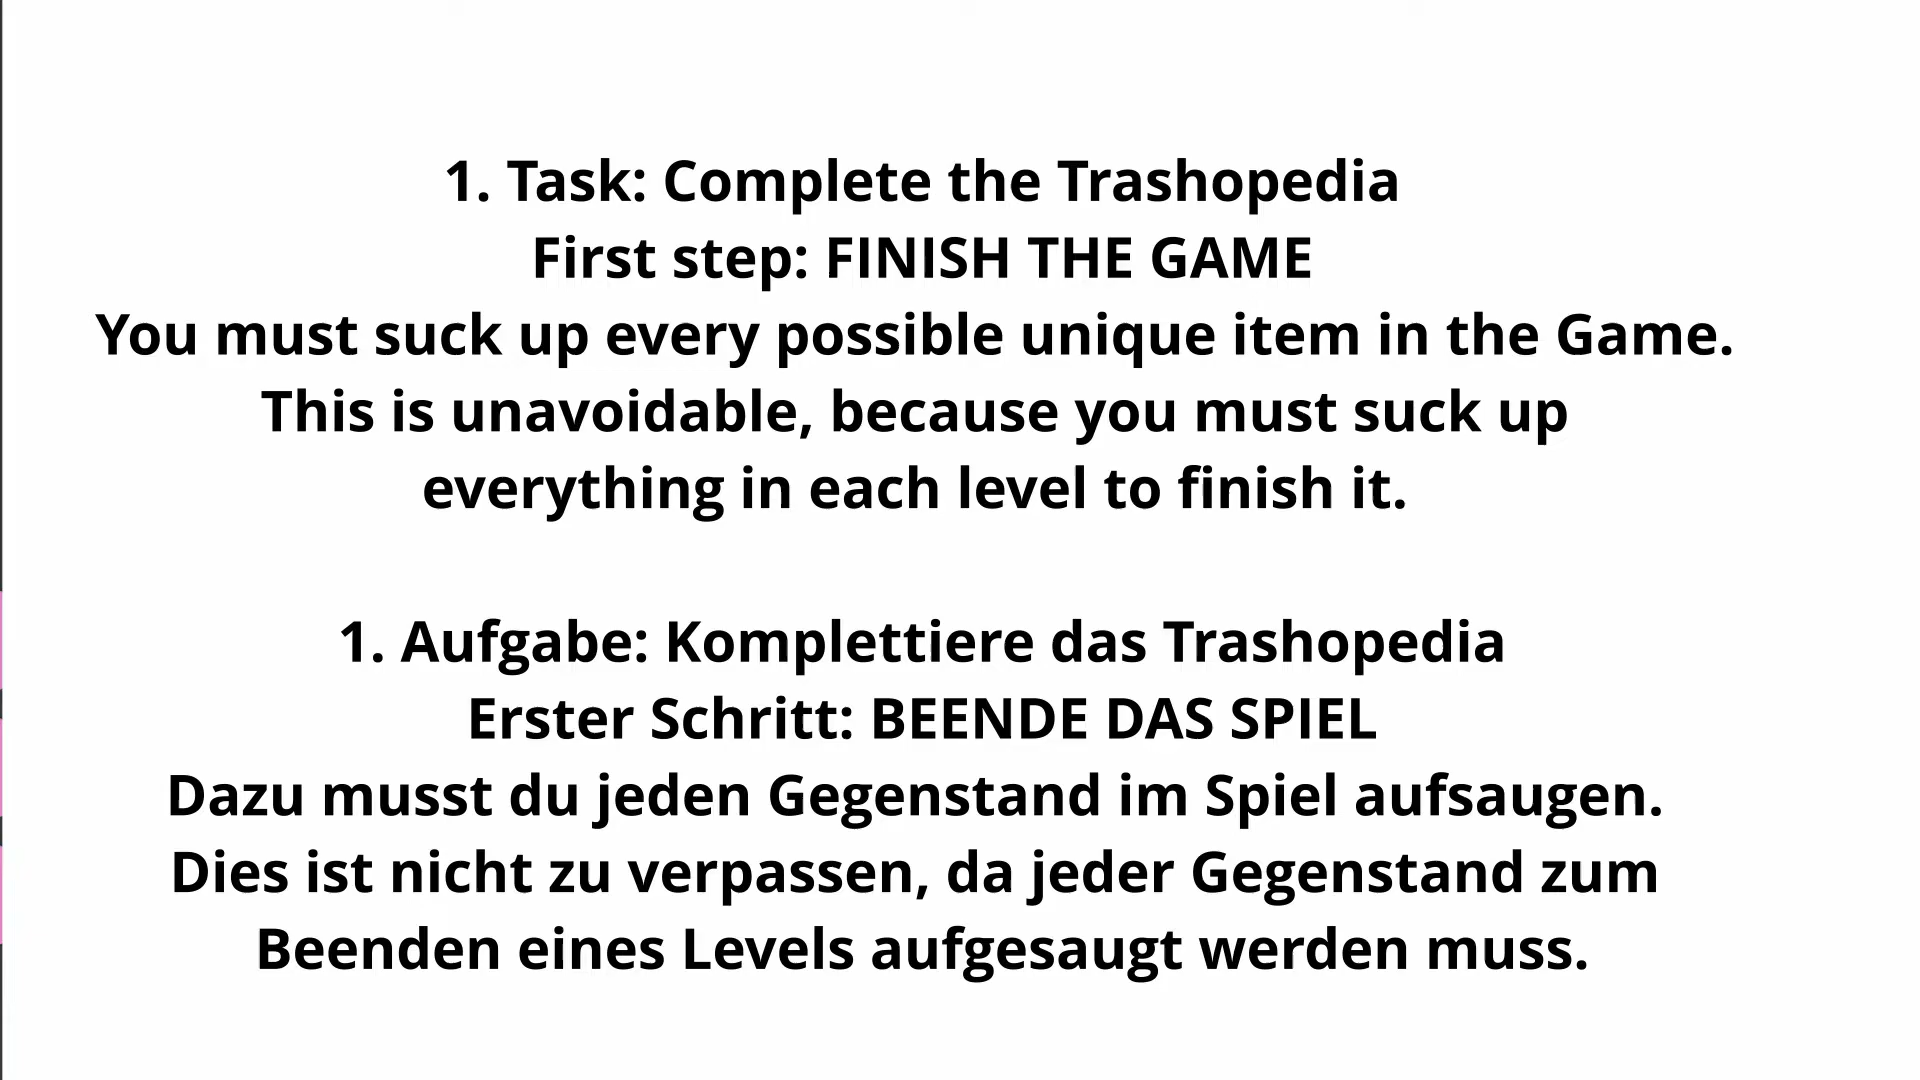 1. Task: Complete the Trashopedia
First step: FINISH THE GAME
You must suck up every possible unique item in the Game.
This is unavoidable, because you must suck up
everything in each level to finish it.
1. Aufgabe: Komplettiere das Trashopedia
Erster Schritt: BEENDE DAS SPIEL
Dazu musst du jeden Gegenstand im Spiel aufsaugen.
Dies ist nicht zu verpassen, da jeder Gegenstand zum
Beenden eines Levels aufgesaugt werden muss.